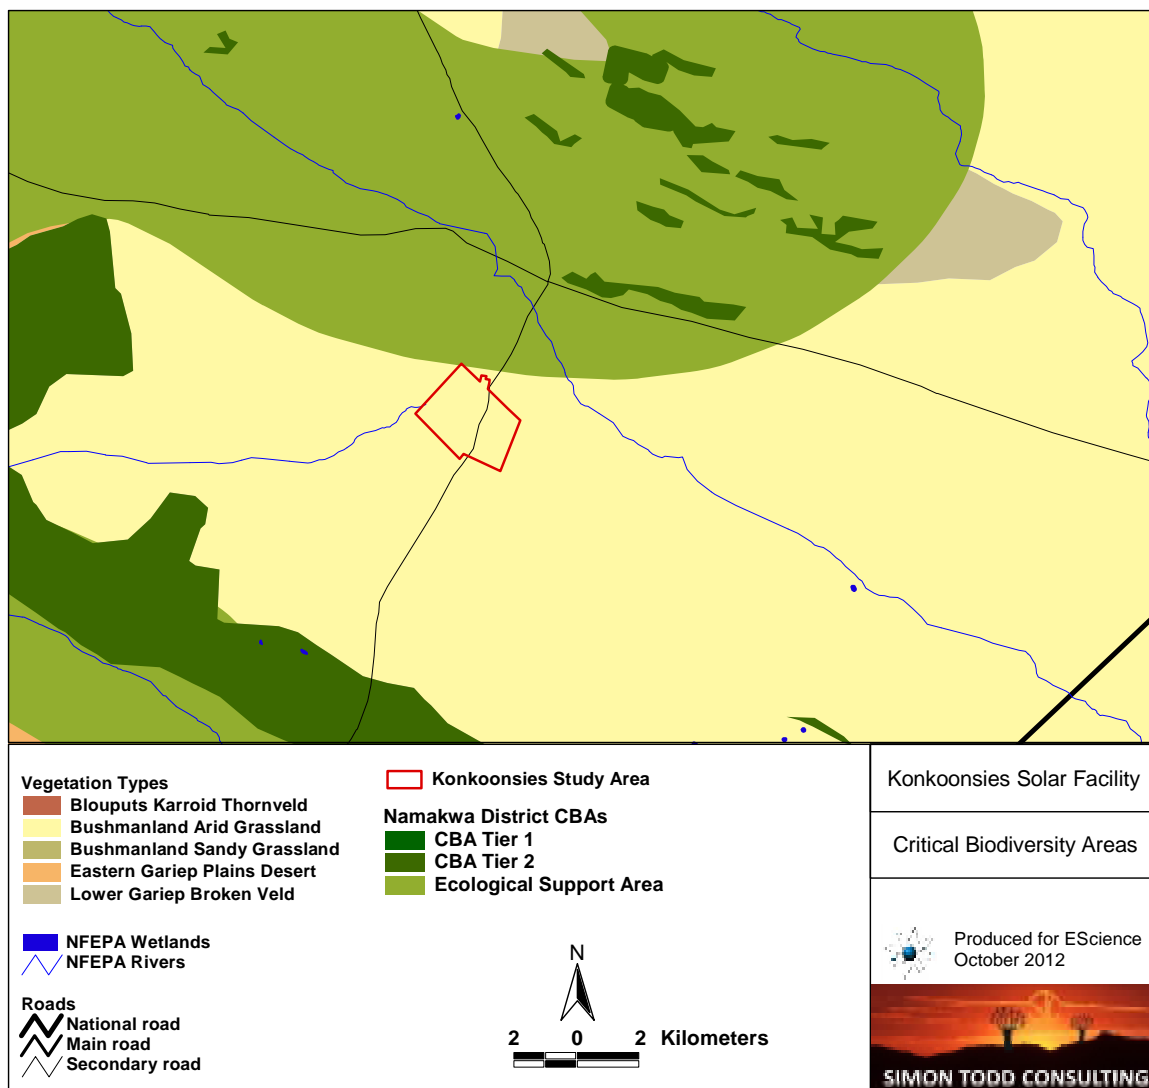 Vegetation Types
Blouputs Karroid Thornveld
Bushmanland Arid Grassland
Bushmanland Sandy Grassland
Eastern Gariep Plains Desert
Lower Gariep Broken Veld
NFEPA Wetlands
NFEPA Rivers
Roads
National road
Main road
Secondary road
Konkoonsies Study Area
Namakwa District CBAs
CBA Tier 1
CBA Tier 2
Ecological Support Area
N
2 0 2 Kilometers
Konkoonsies Solar Facility
Critical Biodiversity Areas
Produced for EScience
October 2012
SIMON TODD CONSULTING